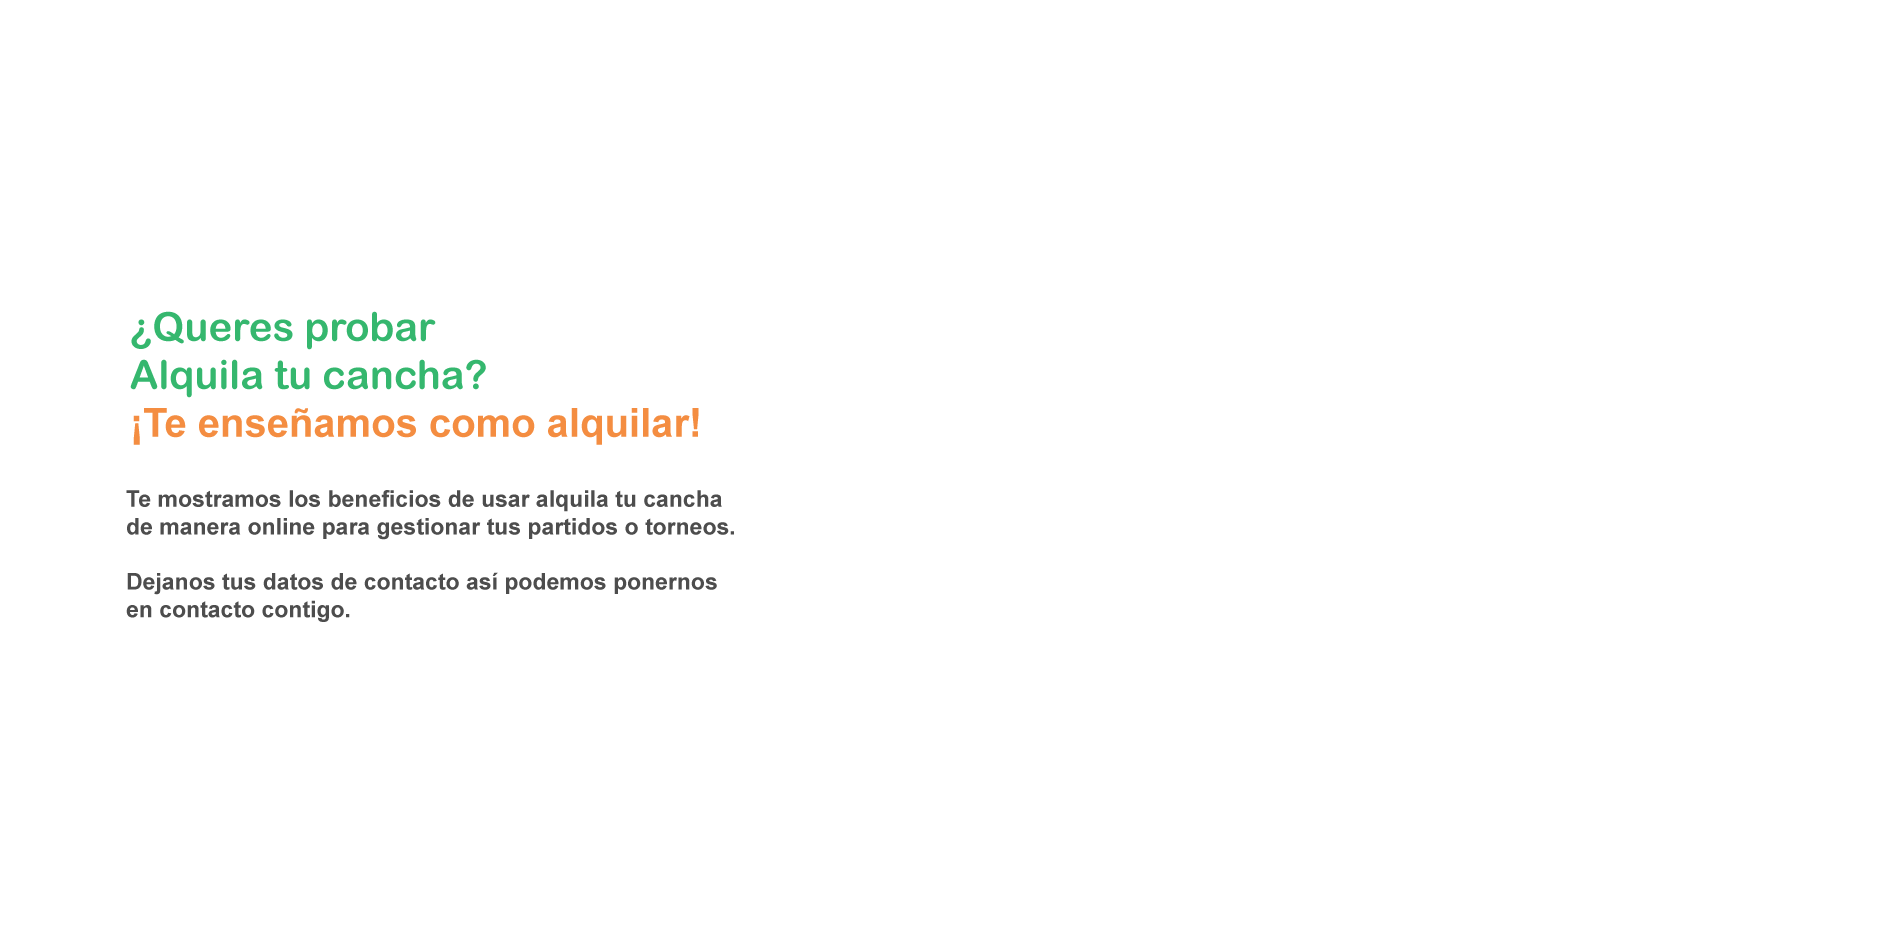 ¿Queres probar
Alquila tu cancha?
¡Te enseñamos como alquilar!
Te mostramos los beneficios de usar alquila tu cancha
de manera online para gestionar tus partidos o torneos.
Dejanos tus datos de contacto así podemos ponernos
en contacto contigo.